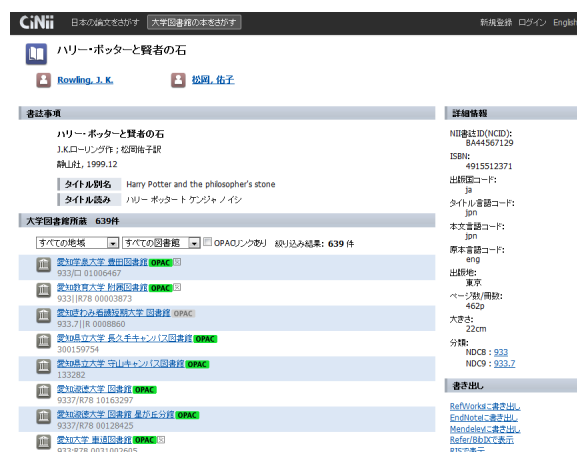 CiNii 日本の論文をさがす 大学図書館の本をさがす 新規登録 ログイン English
ハリー・ポッターと賢者の石
Rowling, J. K. 松岡, 佑子
書誌事項
ハリー・ポッターと賢者の石
J.K.ローリング作 ; 松岡佑子訳
静山社, 1999.12
タイトル別名 Harry Potter and the philosopher's stone
タイトル読み ハリー ポッター ト ケンジャ ノ イシ
大学図書館所蔵 639件
すべての地域 すべての図書館 OPACリンクあり 絞り込み結果: 639 件
愛知学泉大学 豊田図書館 OPAC
933/ロ 01006467
愛知教育大学 附属図書館 OPAC
933||R78 00003873
愛知きわみ看護短期大学 図書館 OPAC
933.7||R 0008860
愛知県立大学 長久手キャンパス図書館 OPAC
300159754
愛知県立大学 守山キャンパス図書館 OPAC
133282
愛知淑徳大学 図書館 OPAC
9337/R78 10163297
愛知淑徳大学 図書館 星が丘分館 OPAC
9337/R78 00128425
愛知大学 車道図書館 OPAC
933:R78 0031002605
詳細情報
NII書誌ID(NCID):
BA44567129
ISBN:
4915512371
出版国コード:
ja
タイトル言語コード:
jpn
本文言語コード:
jpn
原本言語コード:
eng
出版地:
東京
ページ数/冊数:
462p
大きさ:
22cm
分類:
NDC8 : 933
NDC9 : 933.7
書き出し
RefWorksに書き出し
EndNoteに書き出し
Mendeleyに書き出し
Refer/BibIXで表示
RISで表示